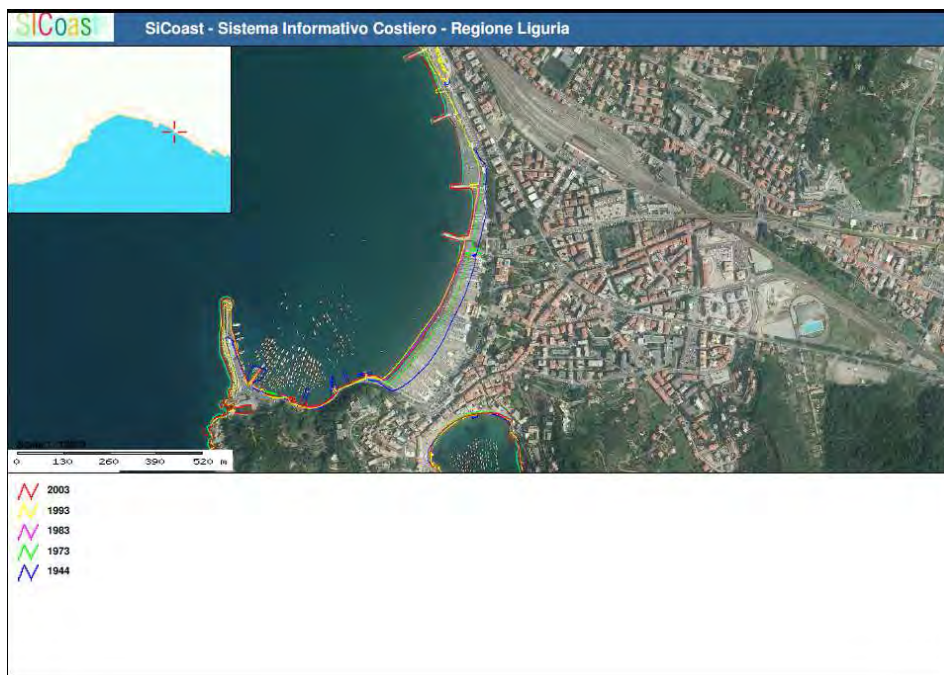 SICoast
SiCoast - Sistema Informativo Costiero - Regione Liguria
0 130 260 390 520 m
2003
1993
1983
1973
1944